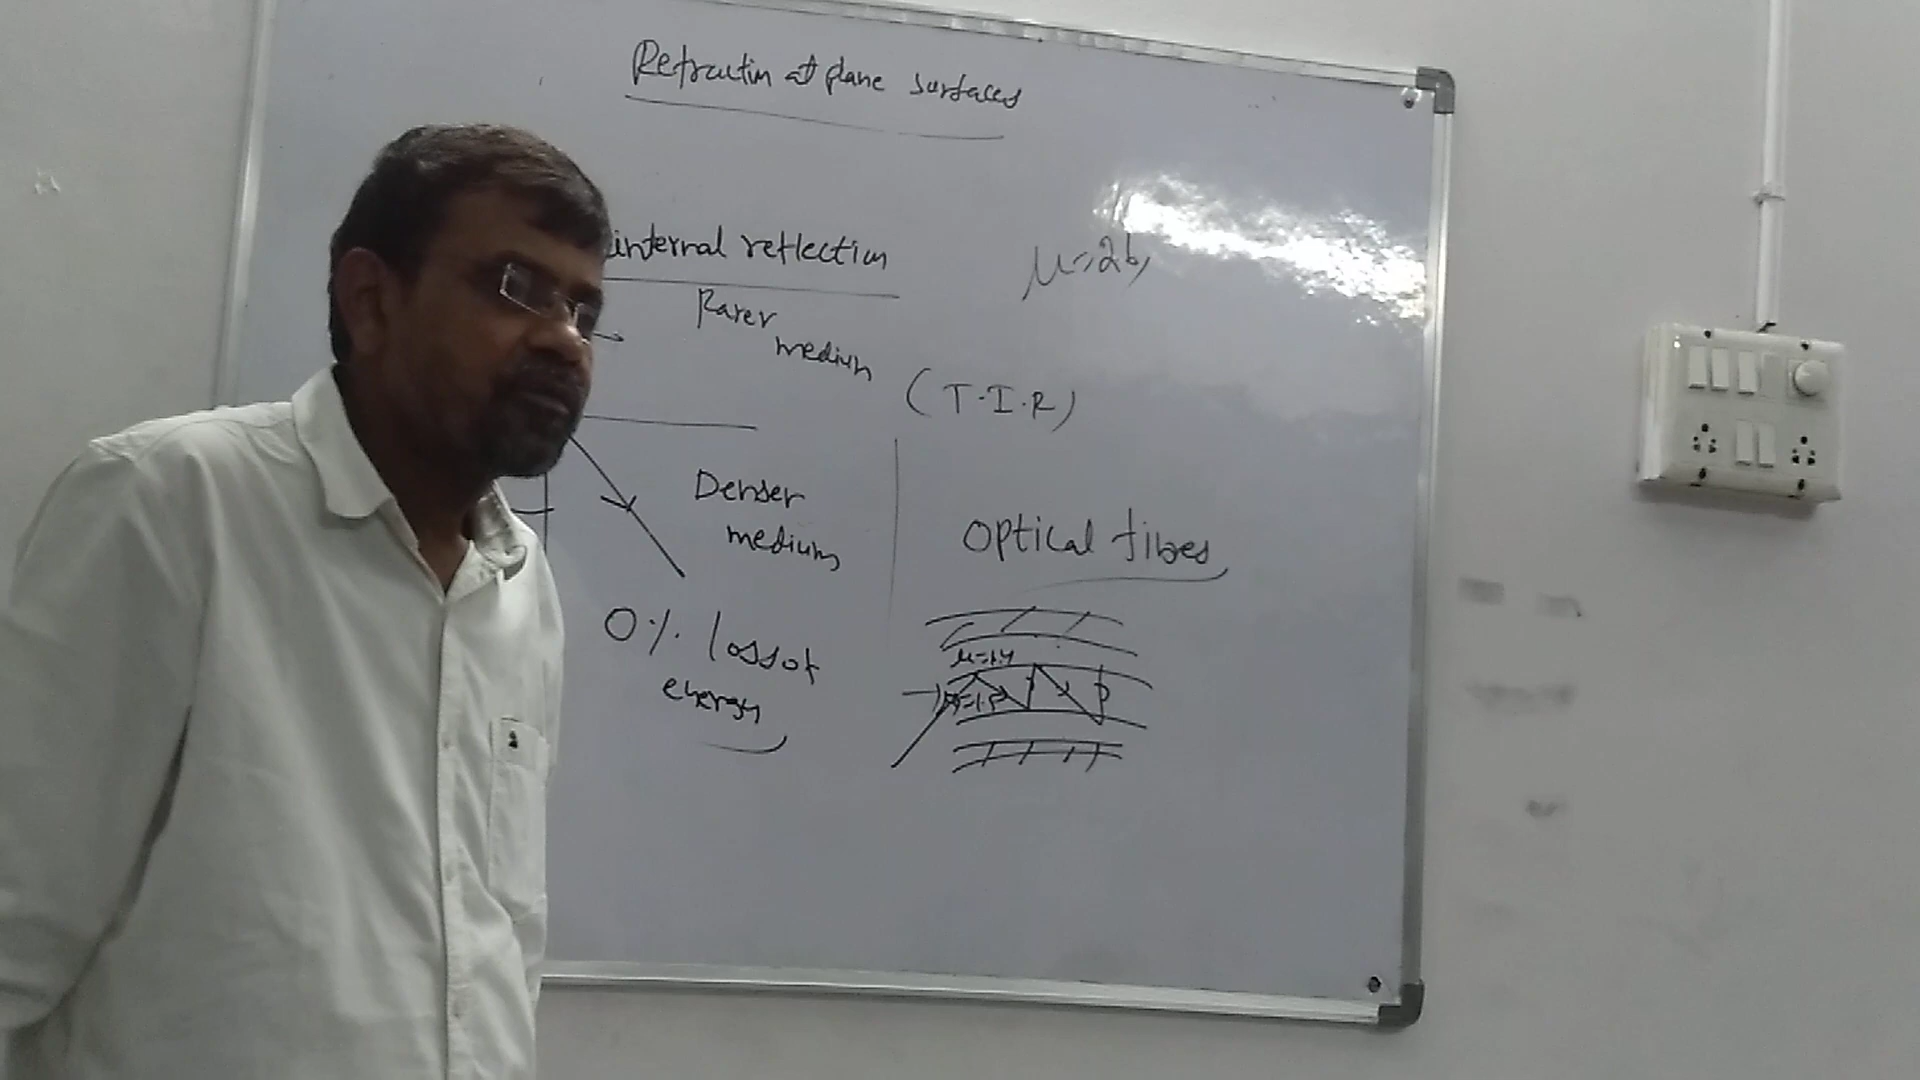 Refraction at plane surfaces
internal reflection
Rarer
medium
(T.I.R)
Denser
medium
Optical fibes
0% loss of
energy